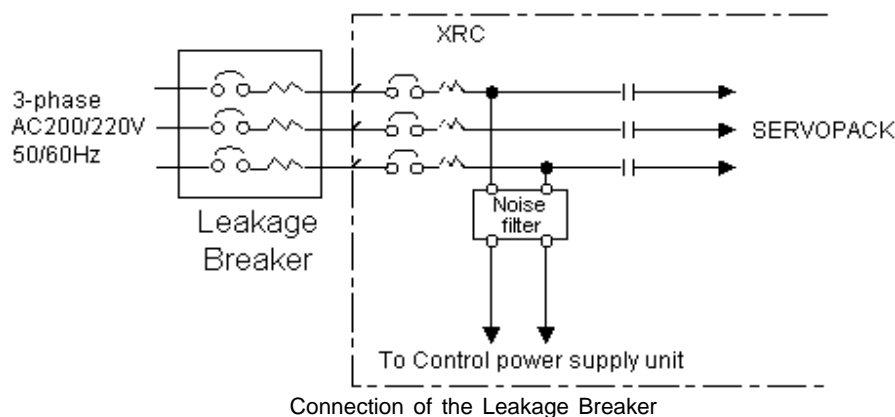 XRC
3-phase
AC200/220V
50/60Hz
SERVOPACK
Leakage
Breaker
Noise
filter
To Control power supply unit
Connection of the Leakage Breaker